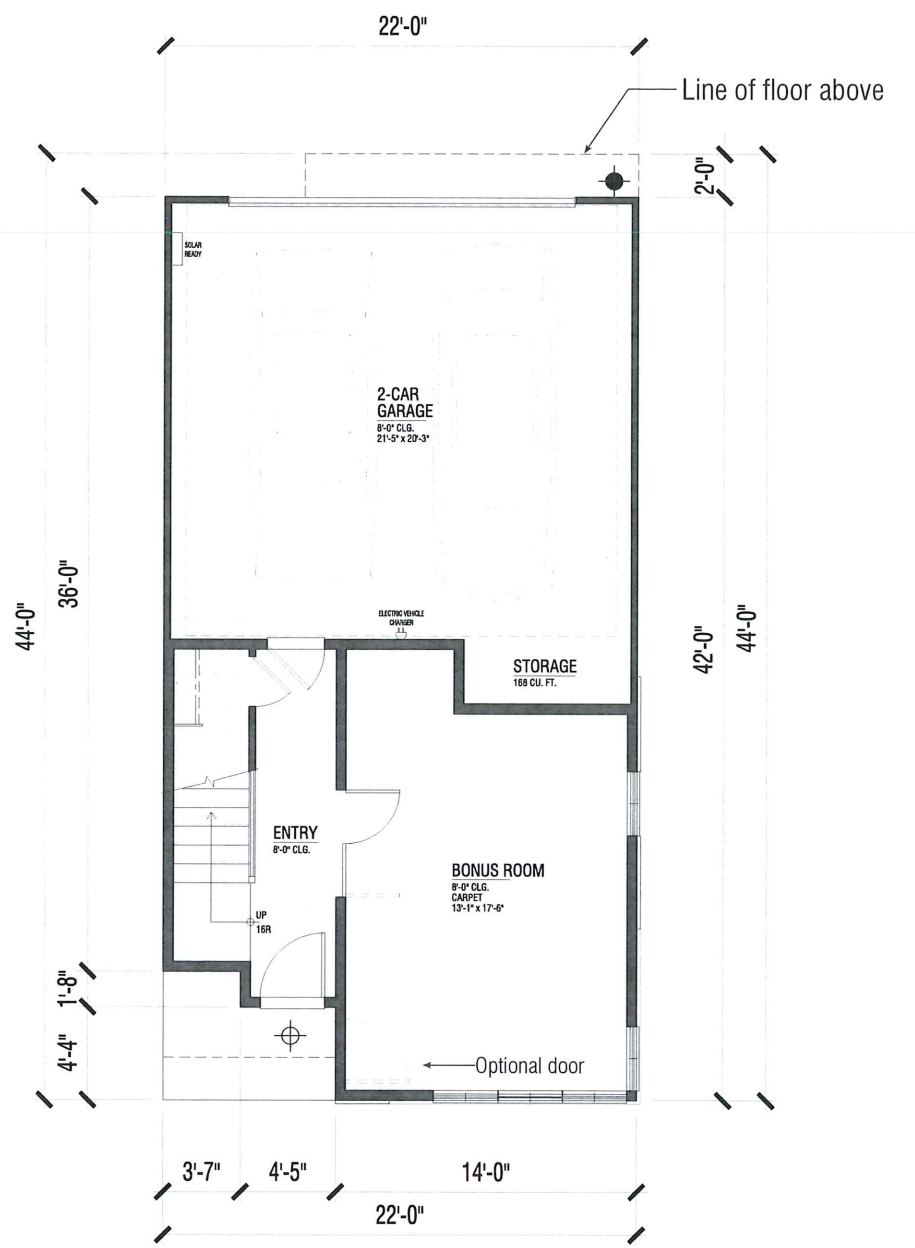 22'-0"
Line of floor above
2'-0"
SOLAR
READY
2-CAR
GARAGE
8'-0" CLG.
21'-5" x 20'-3"
36'-0"
44'-0"
42'-0"
44'-0"
ELECTRIC VEHICLE
CHARGER
STORAGE
168 CU. FT.
ENTRY
8'-0" CLG.
BONUS ROOM
8'-0" CLG.
CARPET
13'-1" x 17'-6"
UP
16R
1'-8"
4'-4"
Optional door
3'-7"
4'-5"
14'-0"
22'-0"